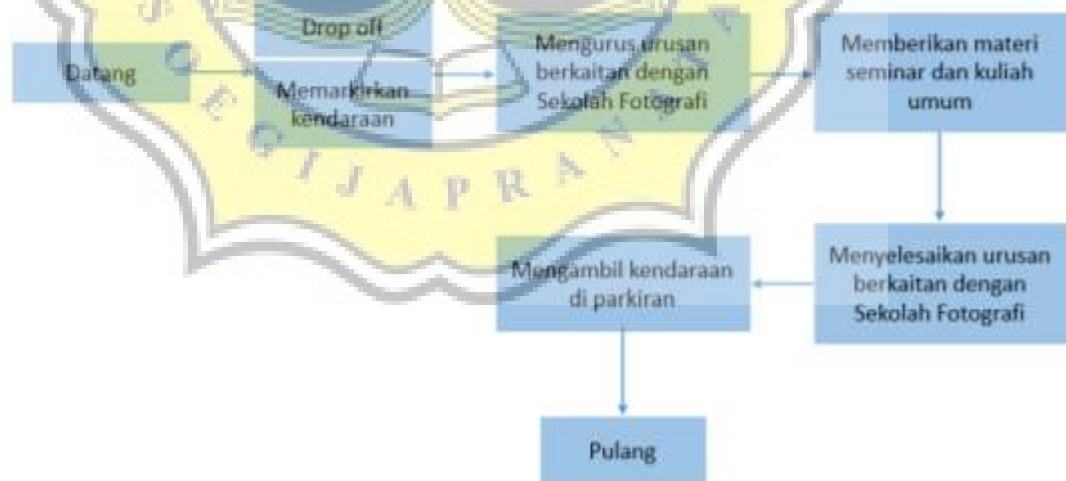 Datang
Drop off
Memarkirkan
kendaraan
Mengurus urusan
berkaitan dengan
Sekolah Fotografi
Memberikan materi
seminar dan kuliah
umum
Menyelesaikan urusan
berkaitan dengan
Sekolah Fotografi
Mengambil kendaraan
di parkiran
Pulang
SOEGIJAPRANATA